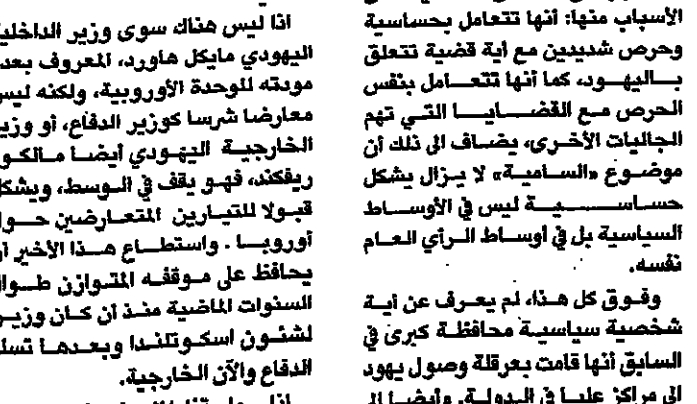 الأسباب منها: أنها تتعامل بحساسية
وحرص شديدين مع أية قضية تتعلق
باليهود، كما أنها تتعامل بنفس
الحرص مع القضايا التي تهم
الجاليات الأخرى، يضاف الى ذلك أن
موضوع «السامية» لا يزال يشكل
حساسية ليس في الأوساط
السياسية بل في اوساط الرأي العام
نفسه.
وفوق كل هذا، لم يعرف عن أية
شخصية سياسية محافظة كبرى في
السابق أنها قامت بعرقلة وصول يهود
الى مراكز عليا في الدولة. وأيضا الى
اذا ليس هناك سوى وزير الداخلية
اليهودي مايكل هاورد، المعروف بعدم
مودته للوحدة الأوروبية، ولكنه ليس
معارضا شرسا كوزير الدفاع، أو وزير
الخارجية اليهودي أيضا مالكوم
ريفكند، فهو يقف في الوسط، ويشكل
قبولا للتيارين المتعارضين حول
أوروبا . واستطاع هذا الأخير أن
يحافظ على موقفه المتوازن طوال
السنوات الماضية منذ أن كان وزير
لشئون اسكوتلندا وبعدها تسلم
الدفاع والآن الخارجية.